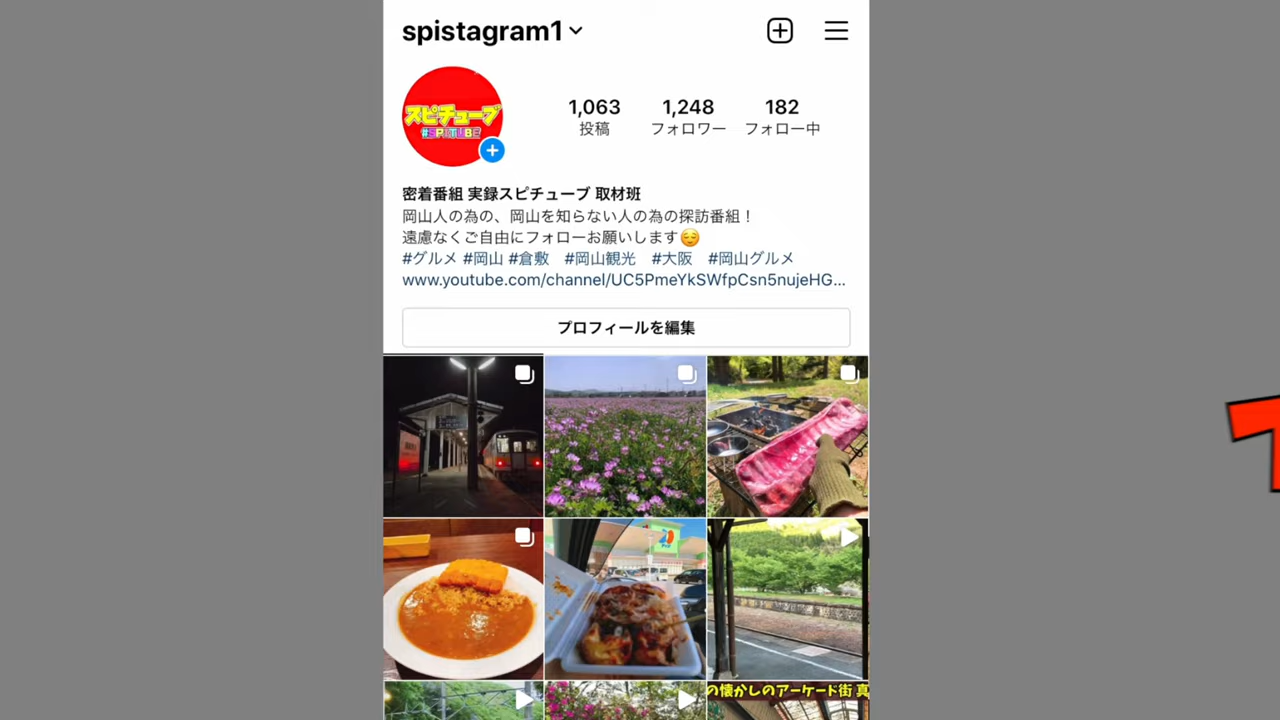 spistagram1
スピチューブ
#SPITUBE
1,063
投稿
1,248
フォロワー
182
フォロー中
密着番組 実録スピチューブ 取材班
岡山人の為の、岡山を知らない人の為の探訪番組！
遠慮なくご自由にフォローお願いします😌
#グルメ #岡山 #倉敷 #岡山観光 #大阪 #岡山グルメ
www.youtube.com/channel/UC5PmeYkSWfpCsn5nujeHG...
プロフィールを編集
の懐かしのアーケード街 真